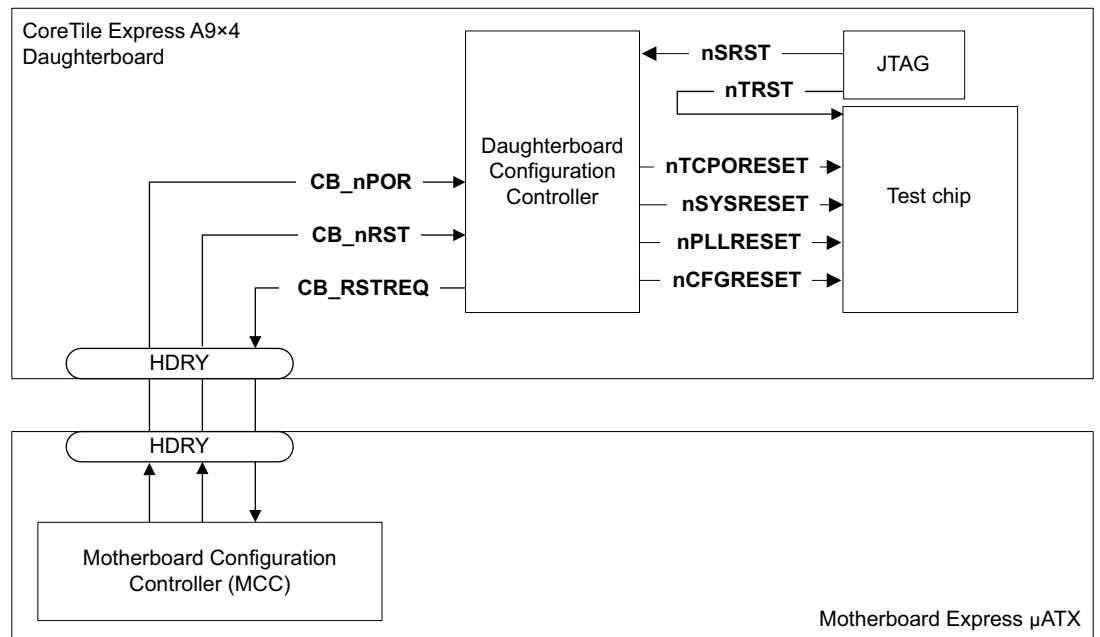 CoreTile Express A9×4
Daughterboard
nSRST
JTAG
nTRST
Daughterboard
Configuration
Controller
nTCPORESET
CB_nPOR
nSYSRESET
Test chip
CB_nRST
nPLLRESET
CB_RSTREQ
nCFGRESET
HDRY
HDRY
Motherboard Configuration
Controller (MCC)
Motherboard Express µATX